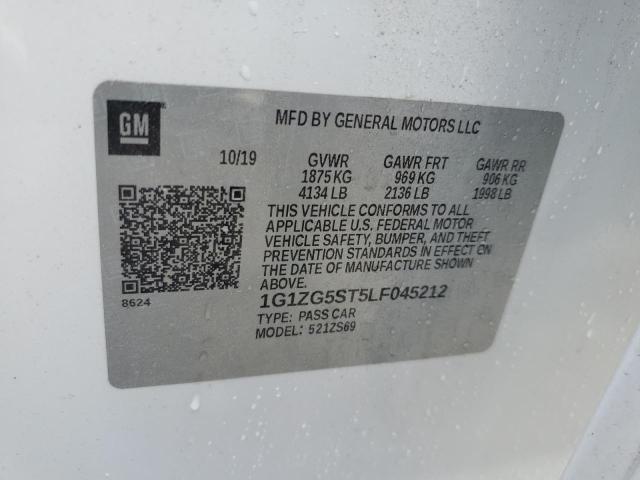 GM
MFD BY GENERAL MOTORS LLC
10/19 GVWR GAWR FRT GAWR RR
1875 KG 969 KG 906 KG
4134 LB 2136 LB 1998 LB
THIS VEHICLE CONFORMS TO ALL
APPLICABLE U.S. FEDERAL MOTOR
VEHICLE SAFETY, BUMPER, AND THEFT
PREVENTION STANDARDS IN EFFECT ON
THE DATE OF MANUFACTURE SHOWN
ABOVE.
8624
1G1ZG5ST5LF045212
TYPE: PASS CAR
MODEL: 521ZS69